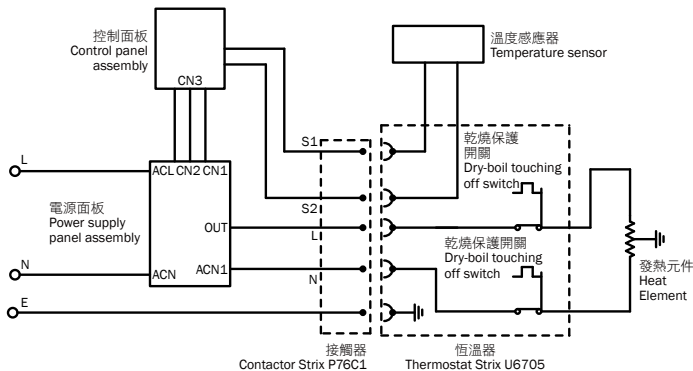 控制面板
Control panel
assembly
CN3
溫度感應器
Temperature sensor
S1
乾燒保護
開關
Dry-boil touching
off switch
L
ACL CN2 CN1
電源面板
Power supply
panel assembly
S2
OUT
L
乾燒保護開關
Dry-boil touching
off switch
N
ACN
ACN1
N
發熱元件
Heat
Element
E
接觸器
Contactor Strix P76C1
恆溫器
Thermostat Strix U6705